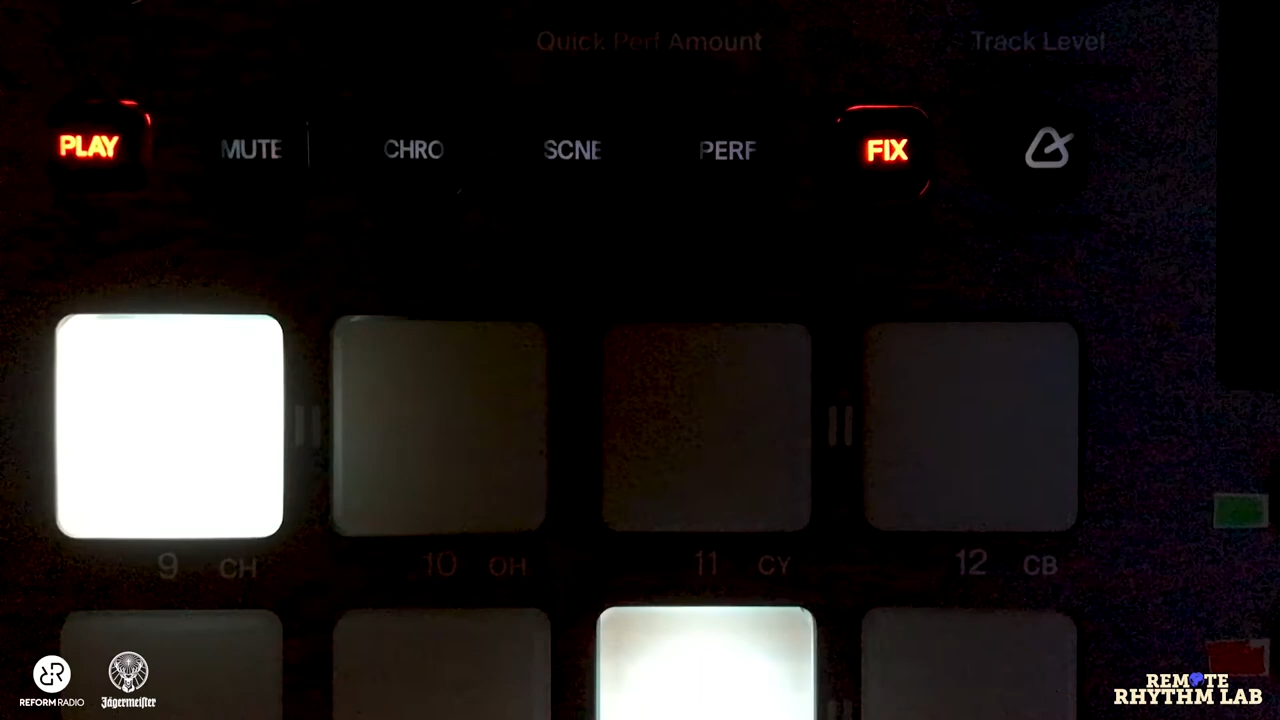 Quick Perf Amount
Track Level
PLAY
MUTE
CHRO
SCNE
PERF
FIX
9 CH
10 OH
11 CY
12 CB
REFORM RADIO
Jägermeister
REMOTE
RHYTHM LAB